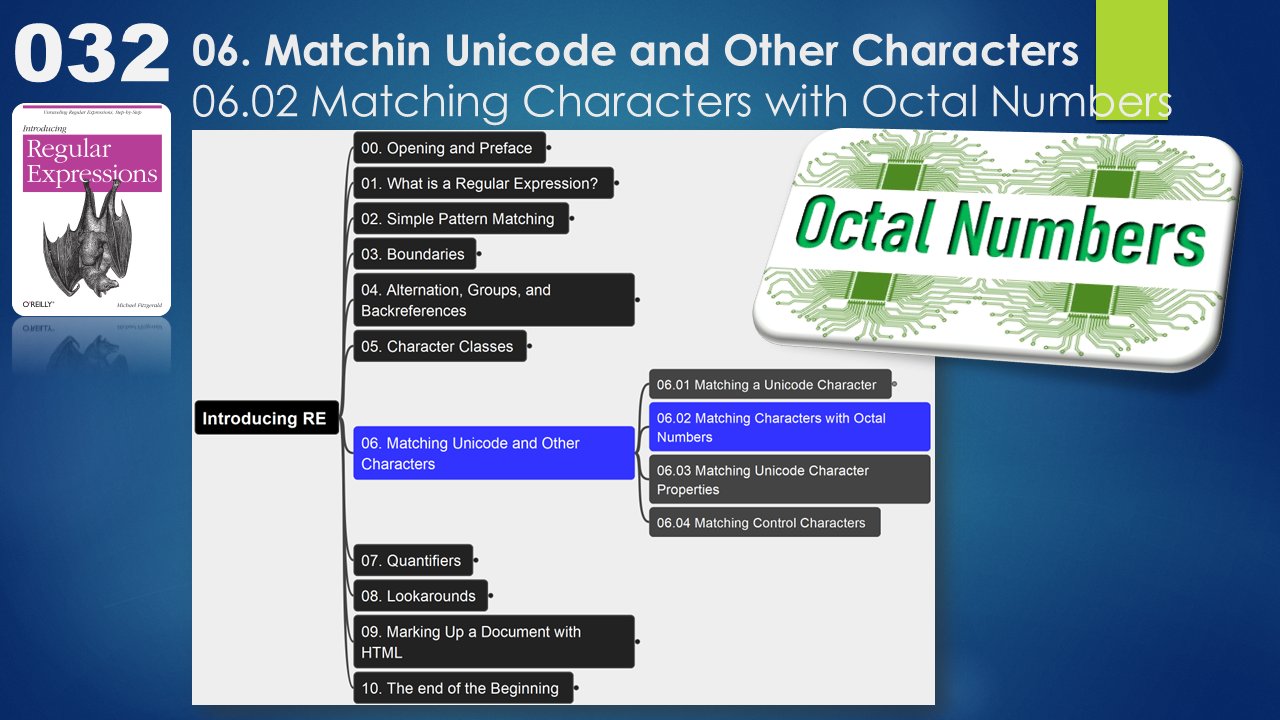 032
06. Matchin Unicode and Other Characters
06.02 Matching Characters with Octal Numbers
Unraveling Regular Expressions, Step-by-Step
Introducing
Regular
Expressions
O'REILLY®
Michael Fitzgerald
Octal Numbers
Introducing RE
00. Opening and Preface
01. What is a Regular Expression?
02. Simple Pattern Matching
03. Boundaries
04. Alternation, Groups, and
Backreferences
05. Character Classes
06. Matching Unicode and Other
Characters
06.01 Matching a Unicode Character
06.02 Matching Characters with Octal
Numbers
06.03 Matching Unicode Character
Properties
06.04 Matching Control Characters
07. Quantifiers
08. Lookarounds
09. Marking Up a Document with
HTML
10. The end of the Beginning